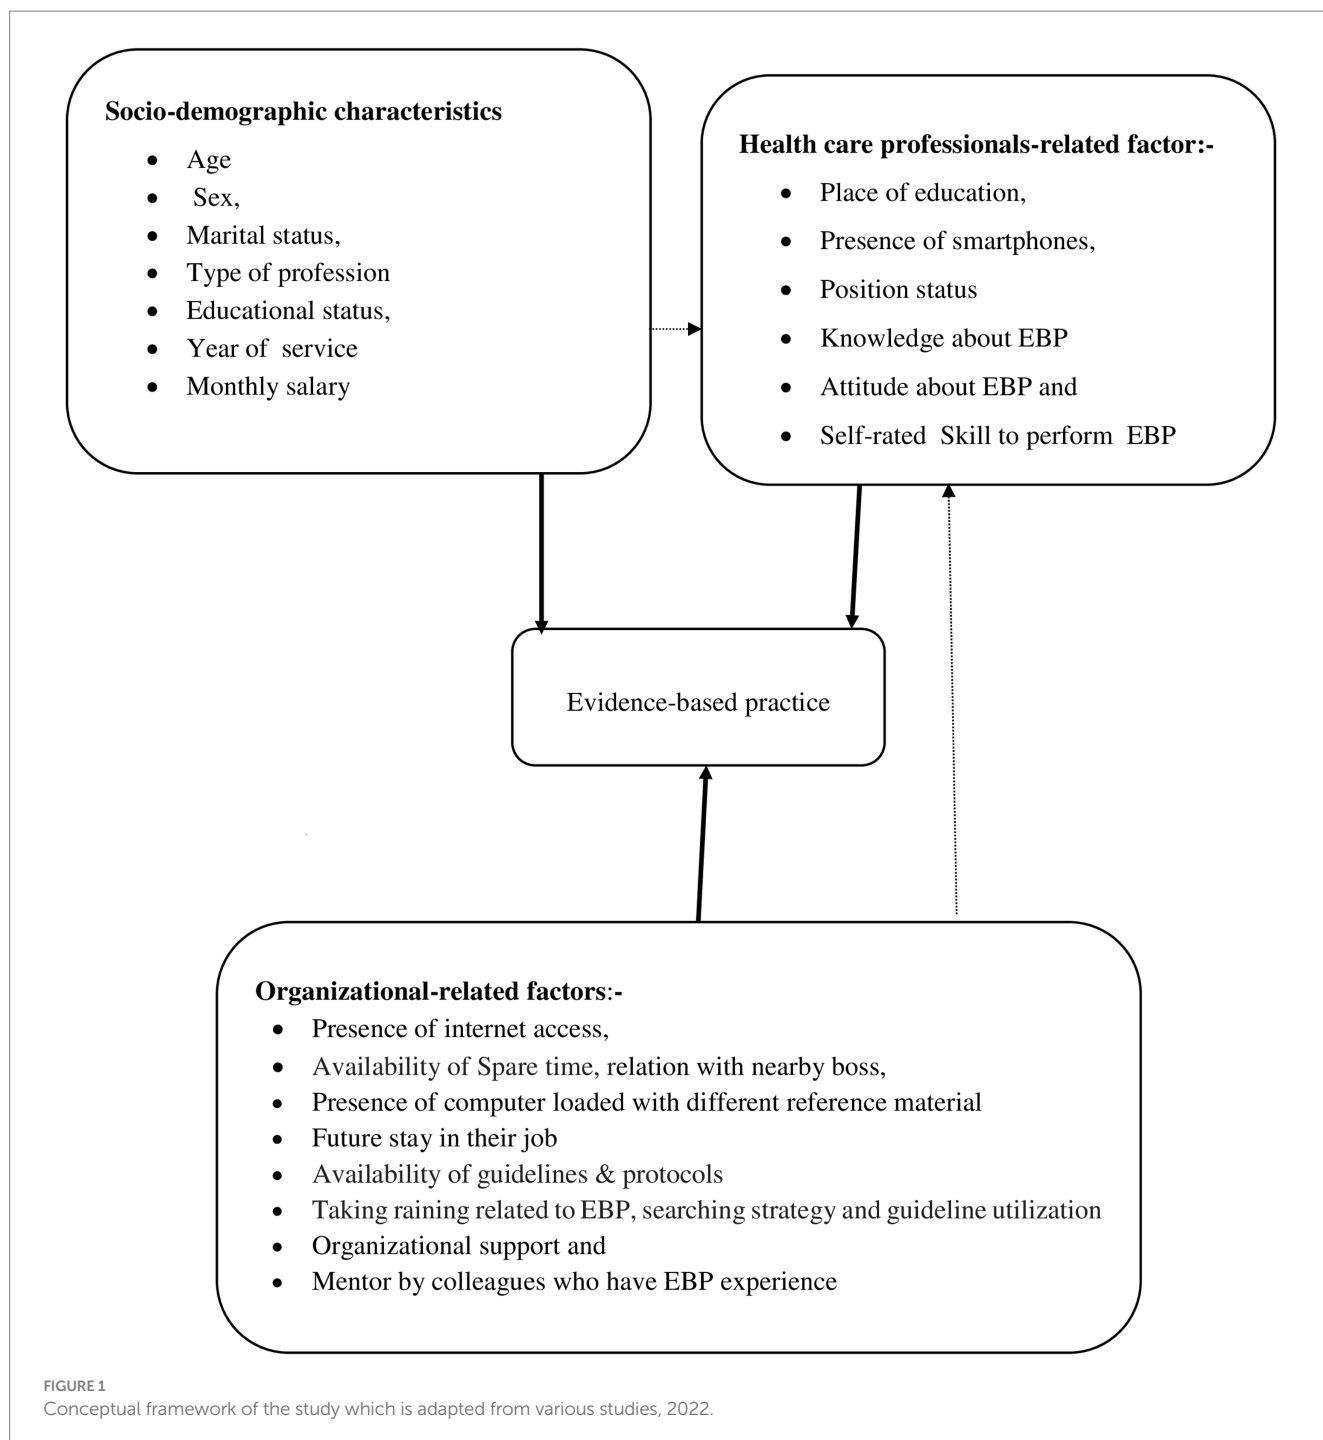 Socio-demographic characteristics
• Age
• Sex,
• Marital status,
• Type of profession
• Educational status,
• Year of service
• Monthly salary
Health care professionals-related factor:-
• Place of education,
• Presence of smartphones,
• Position status
• Knowledge about EBP
• Attitude about EBP and
• Self-rated Skill to perform EBP
Evidence-based practice
Organizational-related factors:-
• Presence of internet access,
• Availability of Spare time, relation with nearby boss,
• Presence of computer loaded with different reference material
• Future stay in their job
• Availability of guidelines & protocols
• Taking raining related to EBP, searching strategy and guideline utilization
• Organizational support and
• Mentor by colleagues who have EBP experience
FIGURE 1
Conceptual framework of the study which is adapted from various studies, 2022.